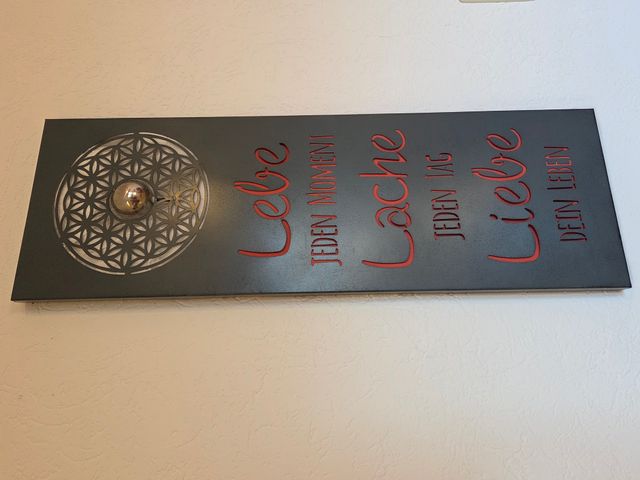 Lebe
JEDEN MOMENT
Lache
JEDEN TAG
Liebe
DEIN LEBEN